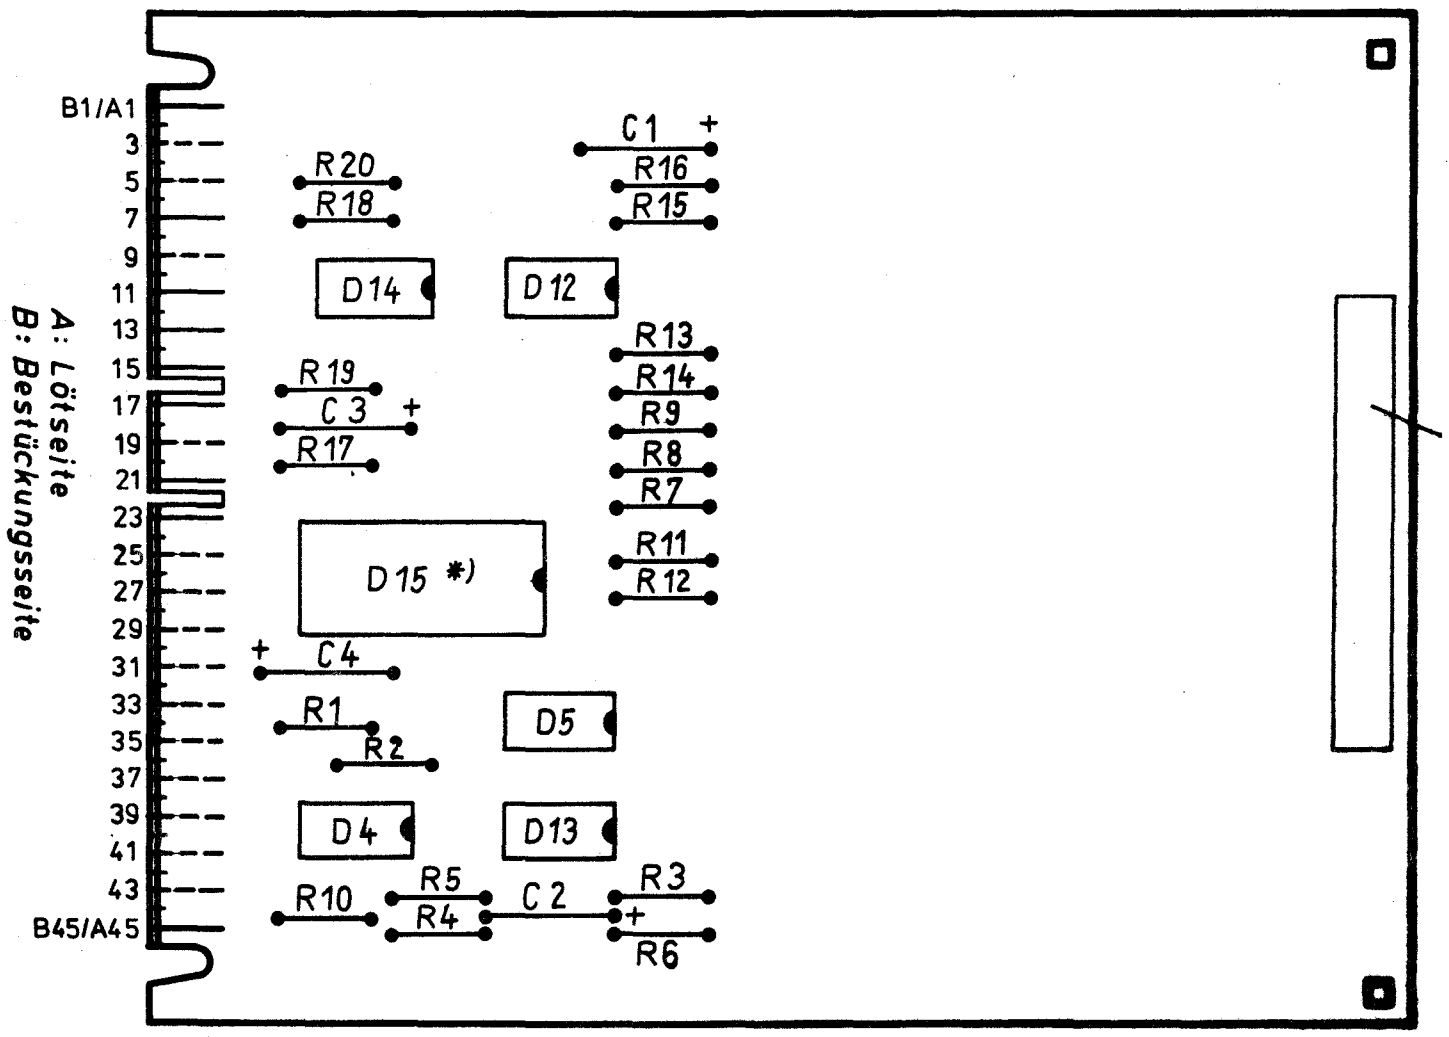 B1/A1
3
5
7
9
11
13
15
17
19
21
23
25
27
29
31
33
35
37
39
41
43
B45/A45
A: Lötseite
B: Bestückungsseite
C1 +
R20
R16
R18
R15
D14
D12
R13
R19
R14
C3 +
R9
R17
R8
R7
R11
D15 *)
R12
+ C4
R1
D5
R2
D4
D13
R5
R3
R10
C2 +
R4
R6